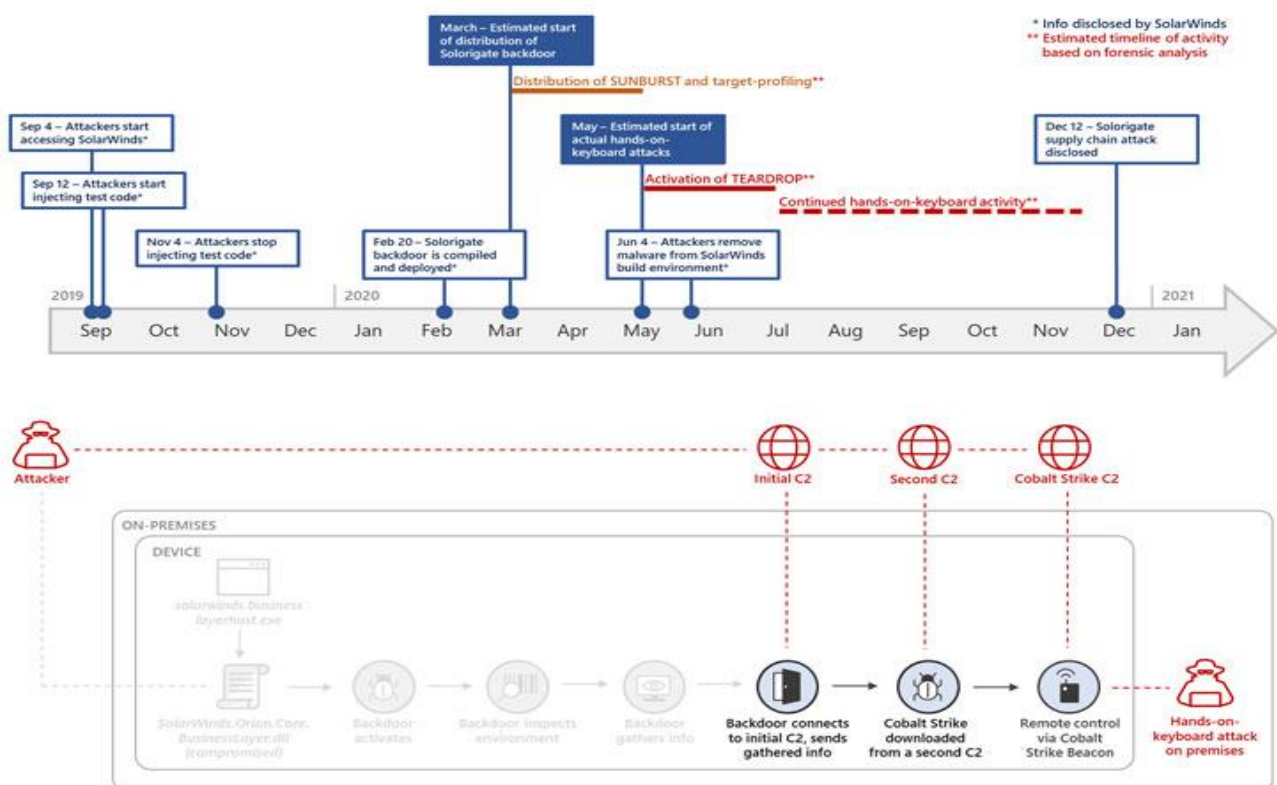 March – Estimated start
of distribution of
Solorigate backdoor
* Info disclosed by SolarWinds
** Estimated timeline of activity
based on forensic analysis
Distribution of SUNBURST and target-profiling**
Sep 4 – Attackers start
accessing SolarWinds*
May – Estimated start of
actual hands-on-
keyboard attacks
Dec 12 – Solorigate
supply chain attack
disclosed
Sep 12 – Attackers start
injecting test code*
Activation of TEARDROP**
Continued hands-on-keyboard activity**
Nov 4 – Attackers stop
injecting test code*
Feb 20 – Solorigate
backdoor is compiled
and deployed*
Jun 4 – Attackers remove
malware from SolarWinds
build environment*
2019
2020
2021
Sep Oct Nov Dec Jan Feb Mar Apr May Jun Jul Aug Sep Oct Nov Dec Jan
Attacker
Initial C2
Second C2
Cobalt Strike C2
ON-PREMISES
DEVICE
solarwinds.business
layerhost.exe
SolarWinds.Orion.Core.
BusinessLayer.dll
(compromised)
Backdoor
activates
Backdoor inspects
environment
Backdoor
gathers info
Backdoor connects
to initial C2, sends
gathered info
Cobalt Strike
downloaded
from a second C2
Remote control
via Cobalt
Strike Beacon
Hands-on-
keyboard attack
on premises